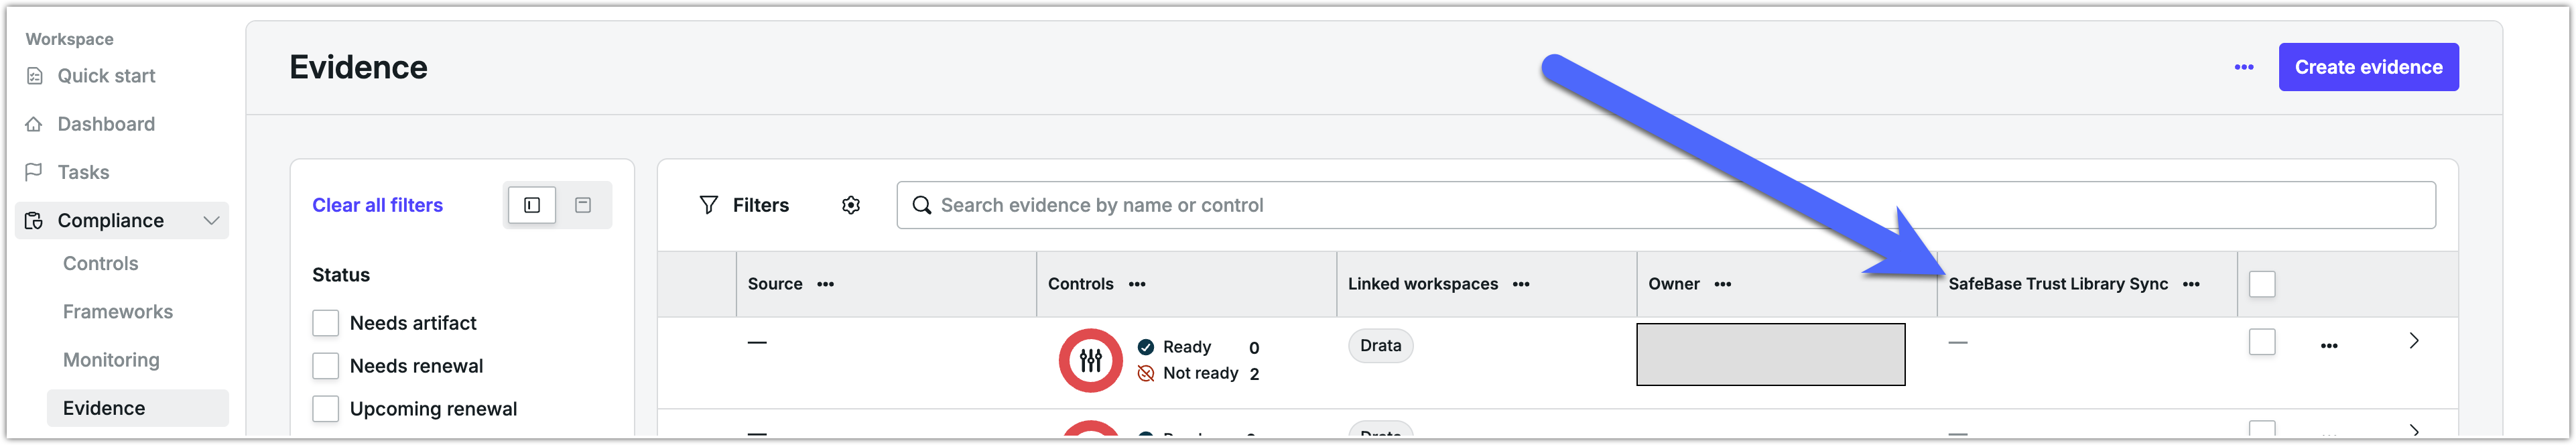 Workspace
Quick start
Dashboard
Tasks
Compliance
Controls
Frameworks
Monitoring
Evidence
Evidence
Create evidence
Clear all filters
Status
Needs artifact
Needs renewal
Upcoming renewal
Filters
Search evidence by name or control
Source Controls Linked workspaces Owner SafeBase Trust Library Sync
— Ready 0 Drata —
Not ready 2